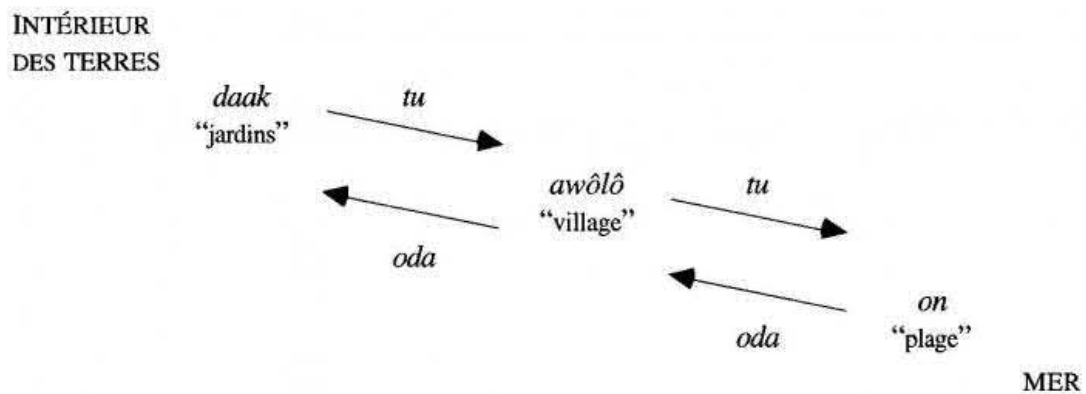 INTÉRIEUR
DES TERRES
daak
“jardins”
tu
awôlô
“village”
tu
oda
on
“plage”
oda
MER